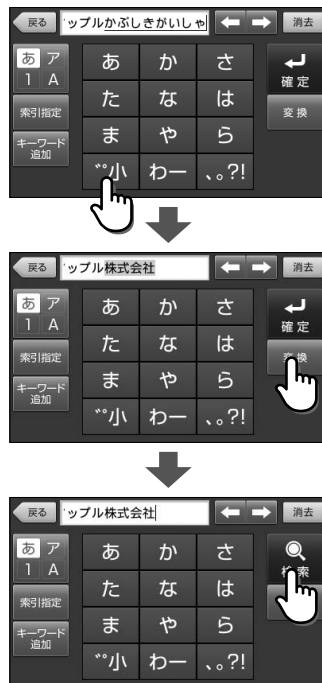 戻る ップルかぶしきがいしゃ 消去
あ ア あ か さ 確定
1 A
索引指定 た な は 変換
キーワード追加 ま や ら
゛゜小 わー 、。?!
戻る ップル株式会社 消去
あ ア あ か さ 確定
1 A
索引指定 た な は 変換
キーワード追加 ま や ら
゛゜小 わー 、。?!
戻る ップル株式会社 消去
あ ア あ か さ 検索
1 A
索引指定 た な は
キーワード追加 ま や ら
゛゜小 わー 、。?!